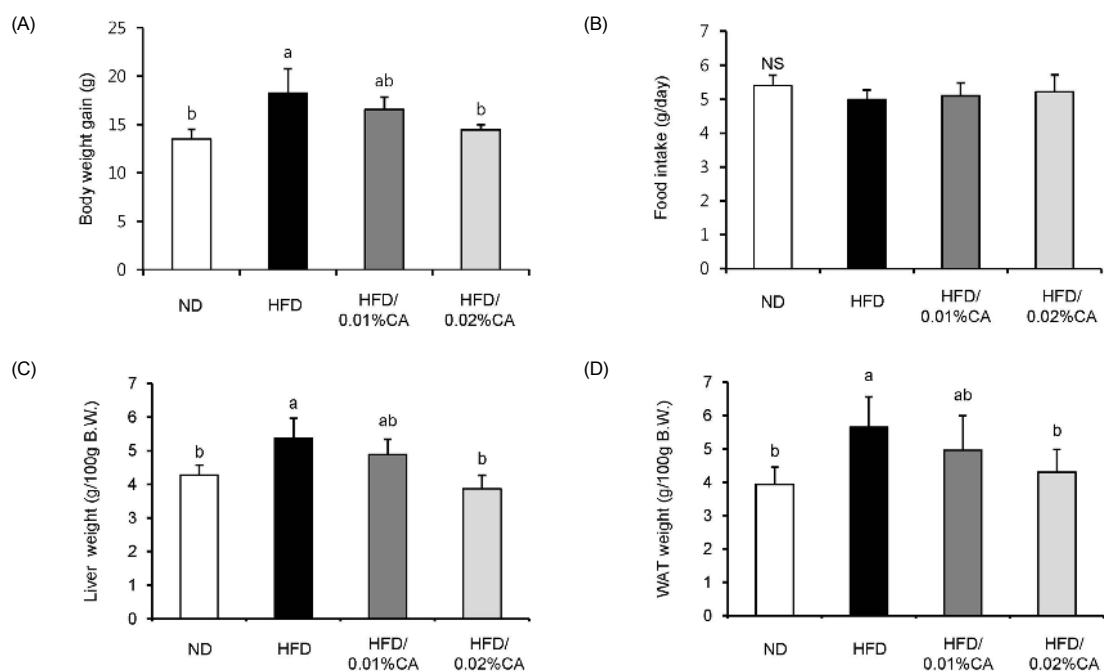 (A)
Body weight gain (g)
25
20
15
10
5
0
b
a
ab
b
ND
HFD
HFD/
0.01%CA
HFD/
0.02%CA
(B)
Food intake (g/day)
7
6
5
4
3
2
1
0
NS
ND
HFD
HFD/
0.01%CA
HFD/
0.02%CA
(C)
Liver weight (g/100g B.W.)
7
6
5
4
3
2
1
0
b
a
ab
b
ND
HFD
HFD/
0.01%CA
HFD/
0.02%CA
(D)
WAT weight (g/100g B.W.)
7
6
5
4
3
2
1
0
b
a
ab
b
ND
HFD
HFD/
0.01%CA
HFD/
0.02%CA